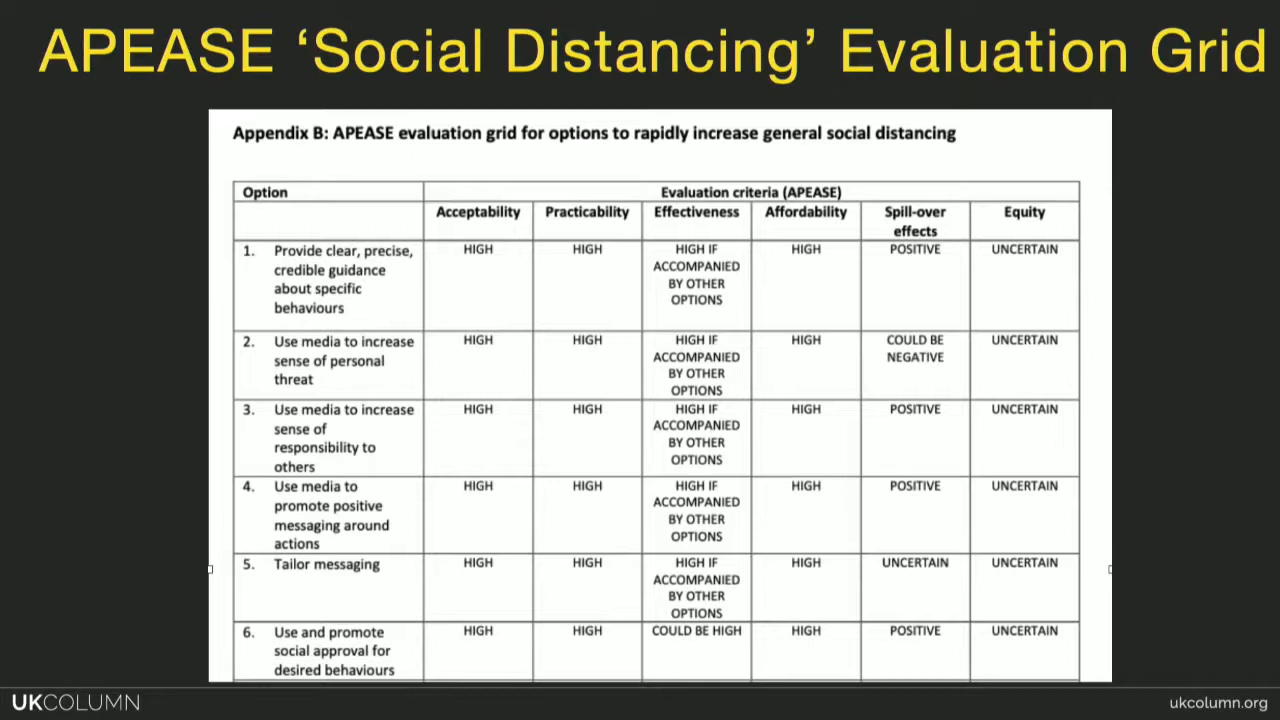 APEASE ‘Social Distancing’ Evaluation Grid
Appendix B: APEASE evaluation grid for options to rapidly increase general social distancing
Option
Evaluation criteria (APEASE)
Acceptability
Practicability
Effectiveness
Affordability
Spill-over
effects
Equity
1. Provide clear, precise,
credible guidance
about specific
behaviours
HIGH
HIGH
HIGH IF
ACCOMPANIED
BY OTHER
OPTIONS
HIGH
POSITIVE
UNCERTAIN
2. Use media to increase
sense of personal
threat
HIGH
HIGH
HIGH IF
ACCOMPANIED
BY OTHER
OPTIONS
HIGH
COULD BE
NEGATIVE
UNCERTAIN
3. Use media to increase
sense of
responsibility to
others
HIGH
HIGH
HIGH IF
ACCOMPANIED
BY OTHER
OPTIONS
HIGH
POSITIVE
UNCERTAIN
4. Use media to
promote positive
messaging around
actions
HIGH
HIGH
HIGH IF
ACCOMPANIED
BY OTHER
OPTIONS
HIGH
POSITIVE
UNCERTAIN
5. Tailor messaging
HIGH
HIGH
HIGH IF
ACCOMPANIED
BY OTHER
OPTIONS
HIGH
UNCERTAIN
UNCERTAIN
6. Use and promote
social approval for
desired behaviours
HIGH
HIGH
COULD BE HIGH
HIGH
POSITIVE
UNCERTAIN
UKCOLUMN
ukcolumn.org